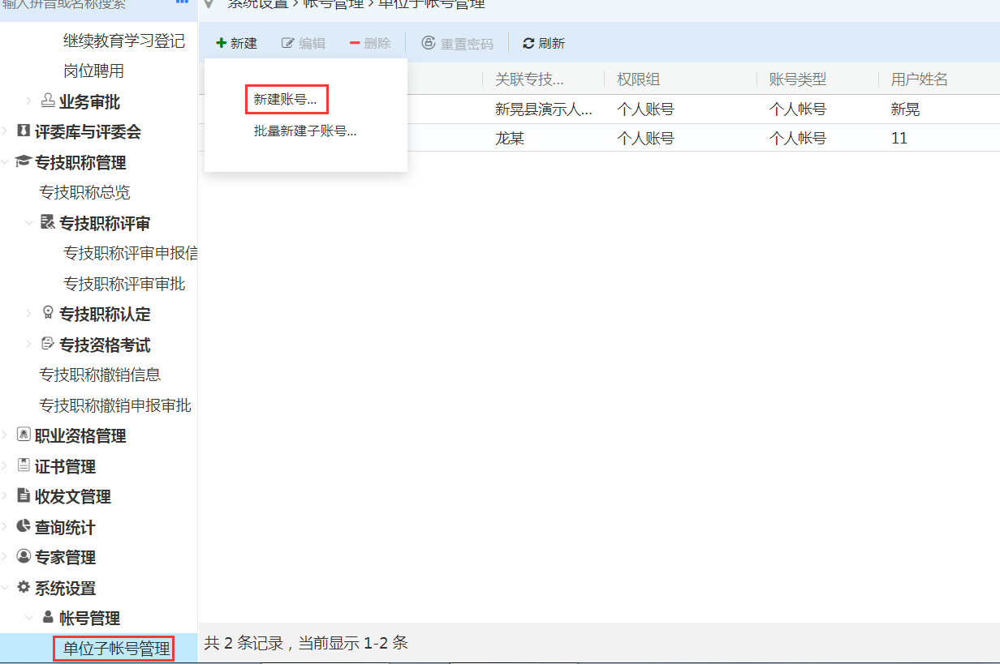 输入拼音或名称搜索
系统设置 › 帐号管理 › 单位子帐号管理
继续教育学习登记
岗位聘用
业务审批
评委库与评委会
专技职称管理
专技职称总览
专技职称评审
专技职称评审申报信
专技职称评审审批
专技职称认定
专技资格考试
专技职称撤销信息
专技职称撤销申报审批
职业资格管理
证书管理
收发文管理
查询统计
专家管理
系统设置
帐号管理
单位子帐号管理
新建 编辑 删除 重置密码 刷新
新建账号...
批量新建子账号...
关联专技... 权限组 账号类型 用户姓名
新晃县演示人... 个人账号 个人帐号 新晃
龙某 个人账号 个人帐号 11
共 2 条记录，当前显示 1-2 条